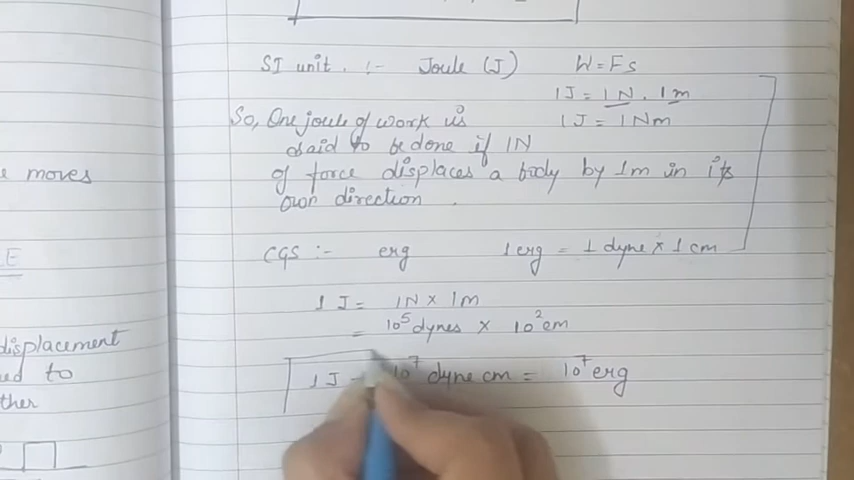 SI unit :- Joule (J) W = Fs
1J = 1N . 1m
So, One joule of work is 1J = 1Nm
said to be done if 1N
of force displaces a body by 1m in its
own direction.
CGS :- erg 1 erg = 1 dyne × 1 cm
1 J = 1N × 1m
= 10⁵ dynes × 10² cm
1 J = 10⁷ dyne cm = 10⁷ erg
e moves
E
displacement
ed to
ther